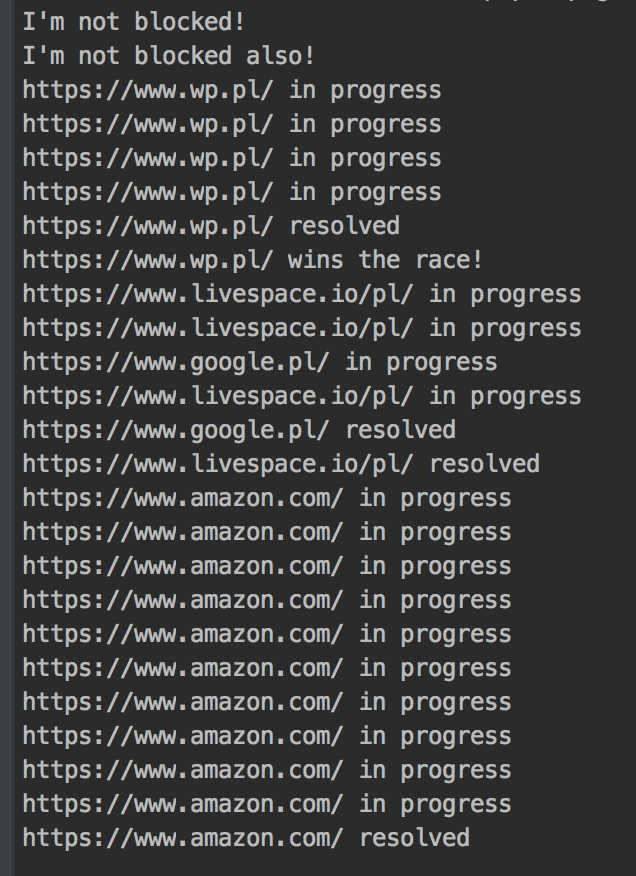 I'm not blocked!
I'm not blocked also!
https://www.wp.pl/ in progress
https://www.wp.pl/ in progress
https://www.wp.pl/ in progress
https://www.wp.pl/ in progress
https://www.wp.pl/ resolved
https://www.wp.pl/ wins the race!
https://www.livespace.io/pl/ in progress
https://www.livespace.io/pl/ in progress
https://www.google.pl/ in progress
https://www.livespace.io/pl/ in progress
https://www.google.pl/ resolved
https://www.livespace.io/pl/ resolved
https://www.amazon.com/ in progress
https://www.amazon.com/ in progress
https://www.amazon.com/ in progress
https://www.amazon.com/ in progress
https://www.amazon.com/ in progress
https://www.amazon.com/ in progress
https://www.amazon.com/ in progress
https://www.amazon.com/ in progress
https://www.amazon.com/ in progress
https://www.amazon.com/ in progress
https://www.amazon.com/ resolved